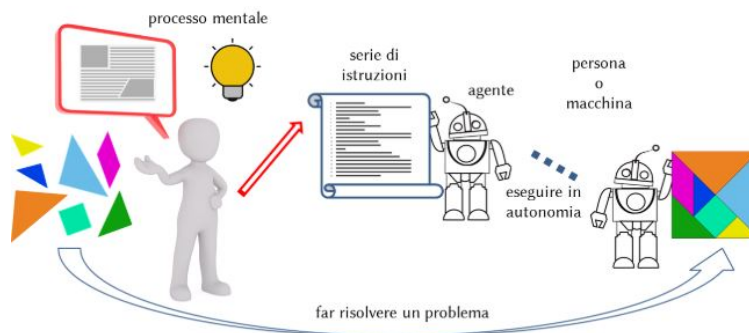 processo mentale
serie di
istruzioni
agente
persona
o
macchina
eseguire in
autonomia
far risolvere un problema